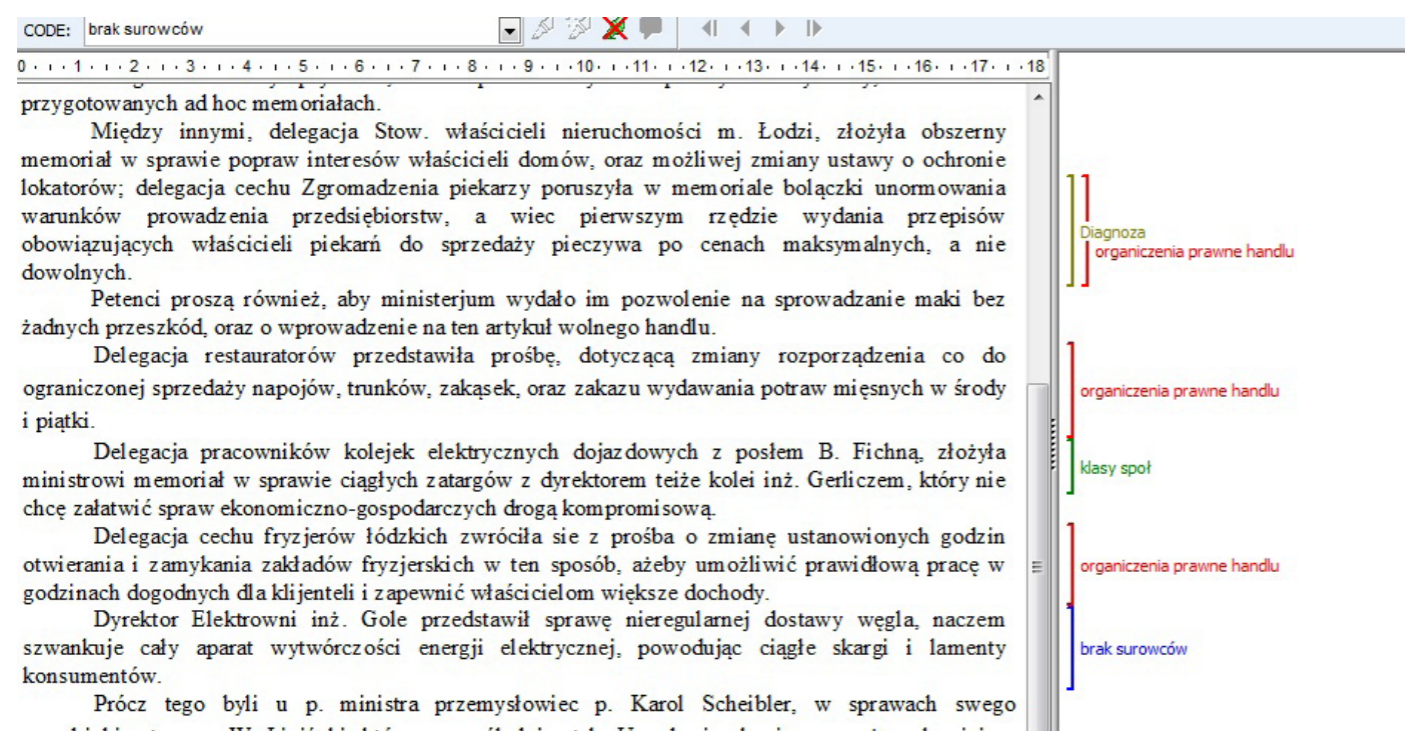 CODE: brak surowców
0 1 2 3 4 5 6 7 8 9 10 11 12 13 14 15 16 17 18
przygotowanych ad hoc memoriałach.
Między innymi, delegacja Stow. właścicieli nieruchomości m. Łodzi, złożyła obszerny
memoriał w sprawie popraw interesów właścicieli domów, oraz możliwej zmiany ustawy o ochronie
lokatorów; delegacja cechu Zgromadzenia piekarzy poruszyła w memoriale bolączki unormowania
warunków prowadzenia przedsiębiorstw, a wiec pierwszym rzędzie wydania przepisów
obowiązujących właścicieli piekarń do sprzedaży pieczywa po cenach maksymalnych, a nie
dowolnych.
Petenci proszą również, aby ministerjum wydało im pozwolenie na sprowadzanie maki bez
żadnych przeszkód, oraz o wprowadzenie na ten artykuł wolnego handlu.
Delegacja restauratorów przedstawiła prośbę, dotyczącą zmiany rozporządzenia co do
ograniczonej sprzedaży napojów, trunków, zakąsek, oraz zakazu wydawania potraw mięsnych w środy
i piątki.
Delegacja pracowników kolejek elektrycznych dojazdowych z posłem B. Fichną, złożyła
ministrowi memoriał w sprawie ciągłych zatargów z dyrektorem teiże kolei inż. Gerliczem, który nie
chcę załatwić spraw ekonomiczno-gospodarczych drogą kompromisową.
Delegacja cechu fryzjerów łódzkich zwróciła sie z prośba o zmianę ustanowionych godzin
otwierania i zamykania zakładów fryzjerskich w ten sposób, ażeby umożliwić prawidłową pracę w
godzinach dogodnych dla klijenteli i zapewnić właścicielom większe dochody.
Dyrektor Elektrowni inż. Gole przedstawił sprawę nieregularnej dostawy węgla, naczem
szwankuje cały aparat wytwórczości energji elektrycznej, powodując ciągłe skargi i lamenty
konsumentów.
Prócz tego byli u p. ministra przemysłowiec p. Karol Scheibler, w sprawach swego
Diagnoza
organiczenia prawne handlu
organiczenia prawne handlu
klasy społ
organiczenia prawne handlu
brak surowców